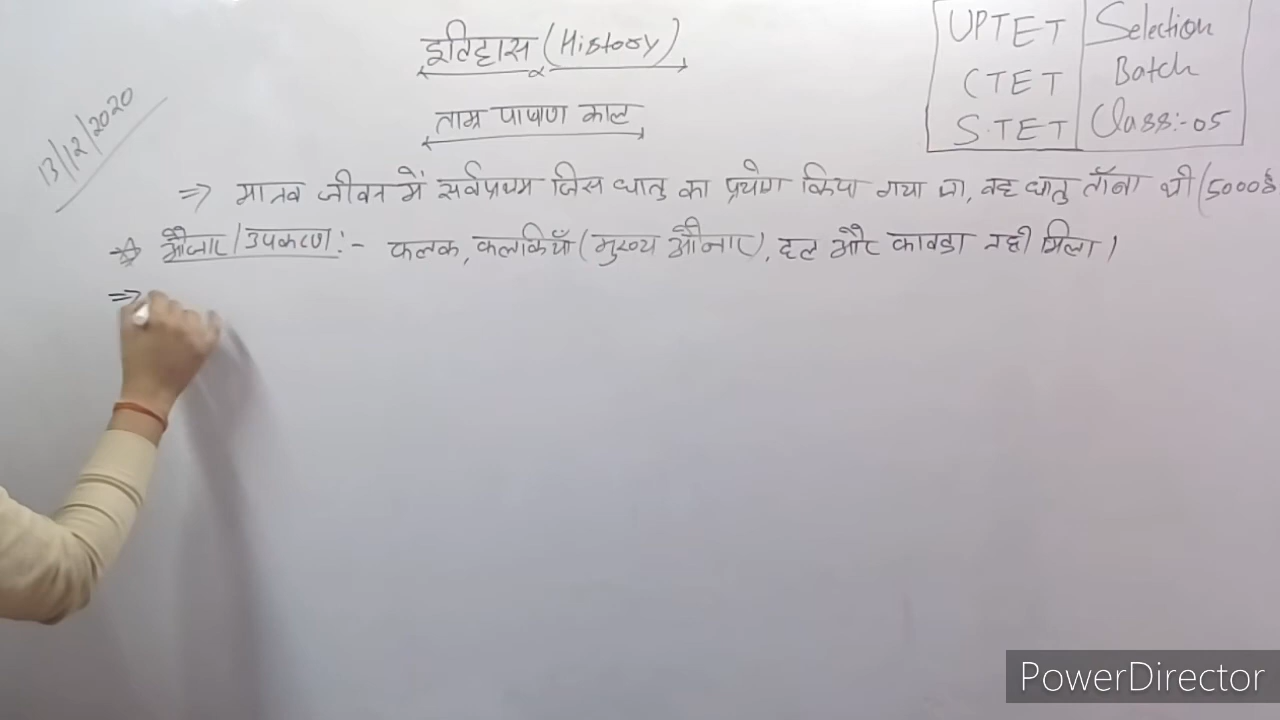 इतिहास (History)
ताम्र पाषाण काल
UPTET Selection
CTET Batch
S.TET Class:-05
13/12/2020
⇒ मानव जीवन में सर्वप्रथम जिस धातु का प्रयोग किया गया था, वह धातु ताँबा थी (5000ई
☆ औजार/उपकरण :- फलक, फलकियाँ (मुख्य औजार), हल और फावडा नही मिला।
⇒
PowerDirector